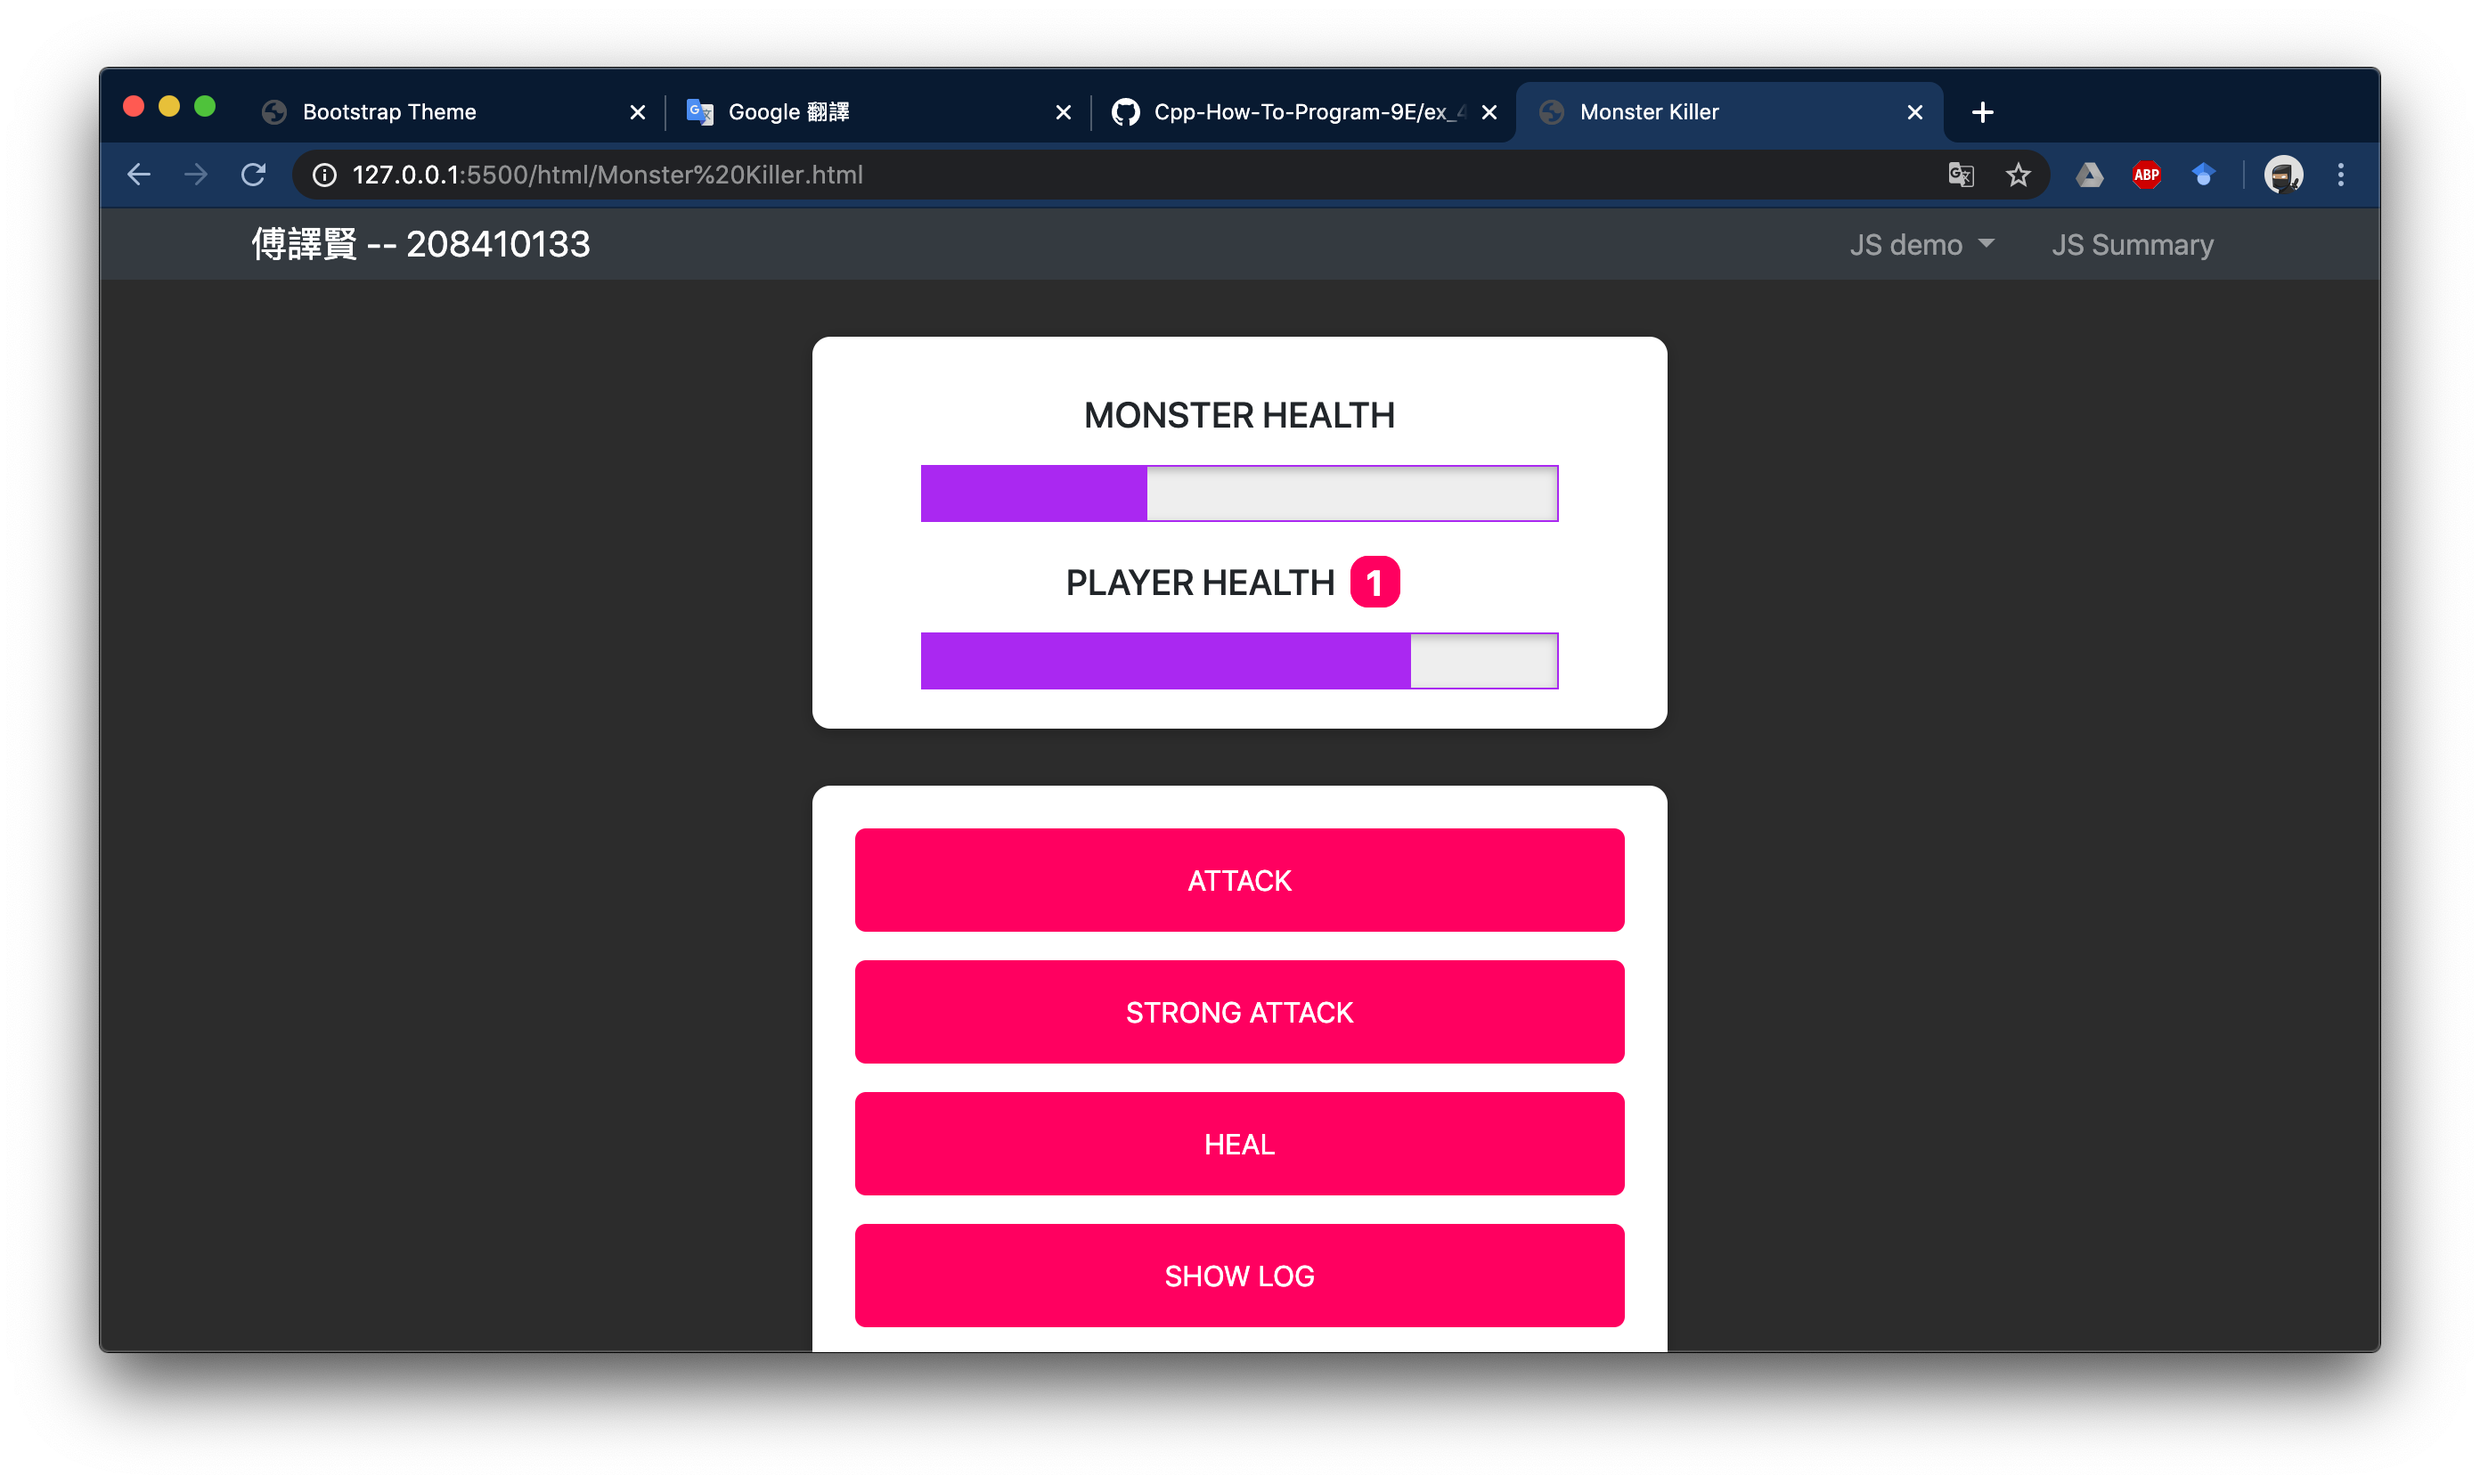 Bootstrap Theme
Google 翻譯
Cpp-How-To-Program-9E/ex_4
Monster Killer
127.0.0.1:5500/html/Monster%20Killer.html
ABP
傅譯賢 -- 208410133
JS demo
JS Summary
MONSTER HEALTH
PLAYER HEALTH 1
ATTACK
STRONG ATTACK
HEAL
SHOW LOG